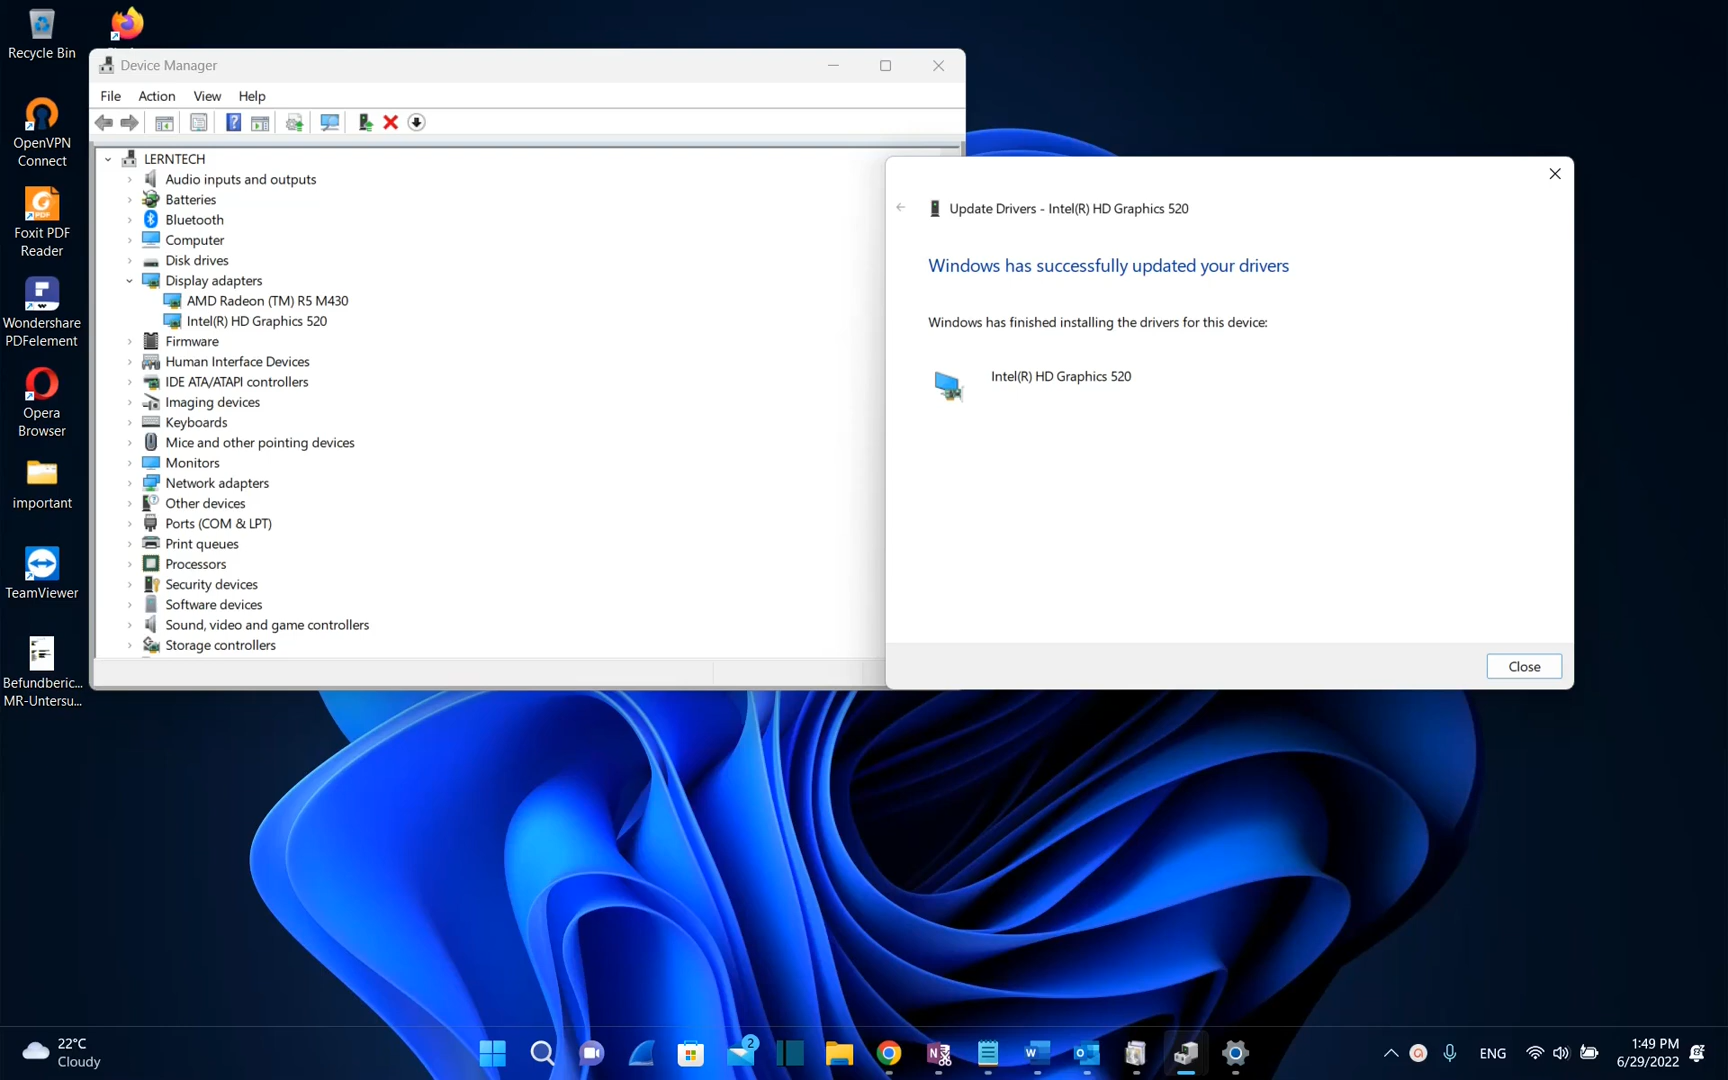 Recycle Bin
OpenVPN
Connect
Foxit PDF
Reader
Wondershare
PDFelement
Opera
Browser
important
TeamViewer
Befundberic...
MR-Untersu...
Device Manager
File Action View Help
LERNTECH
Audio inputs and outputs
Batteries
Bluetooth
Computer
Disk drives
Display adapters
AMD Radeon (TM) R5 M430
Intel(R) HD Graphics 520
Firmware
Human Interface Devices
IDE ATA/ATAPI controllers
Imaging devices
Keyboards
Mice and other pointing devices
Monitors
Network adapters
Other devices
Ports (COM & LPT)
Print queues
Processors
Security devices
Software devices
Sound, video and game controllers
Storage controllers
Update Drivers - Intel(R) HD Graphics 520
Windows has successfully updated your drivers
Windows has finished installing the drivers for this device:
Intel(R) HD Graphics 520
Close
22°C
Cloudy
2
ENG
1:49 PM
6/29/2022